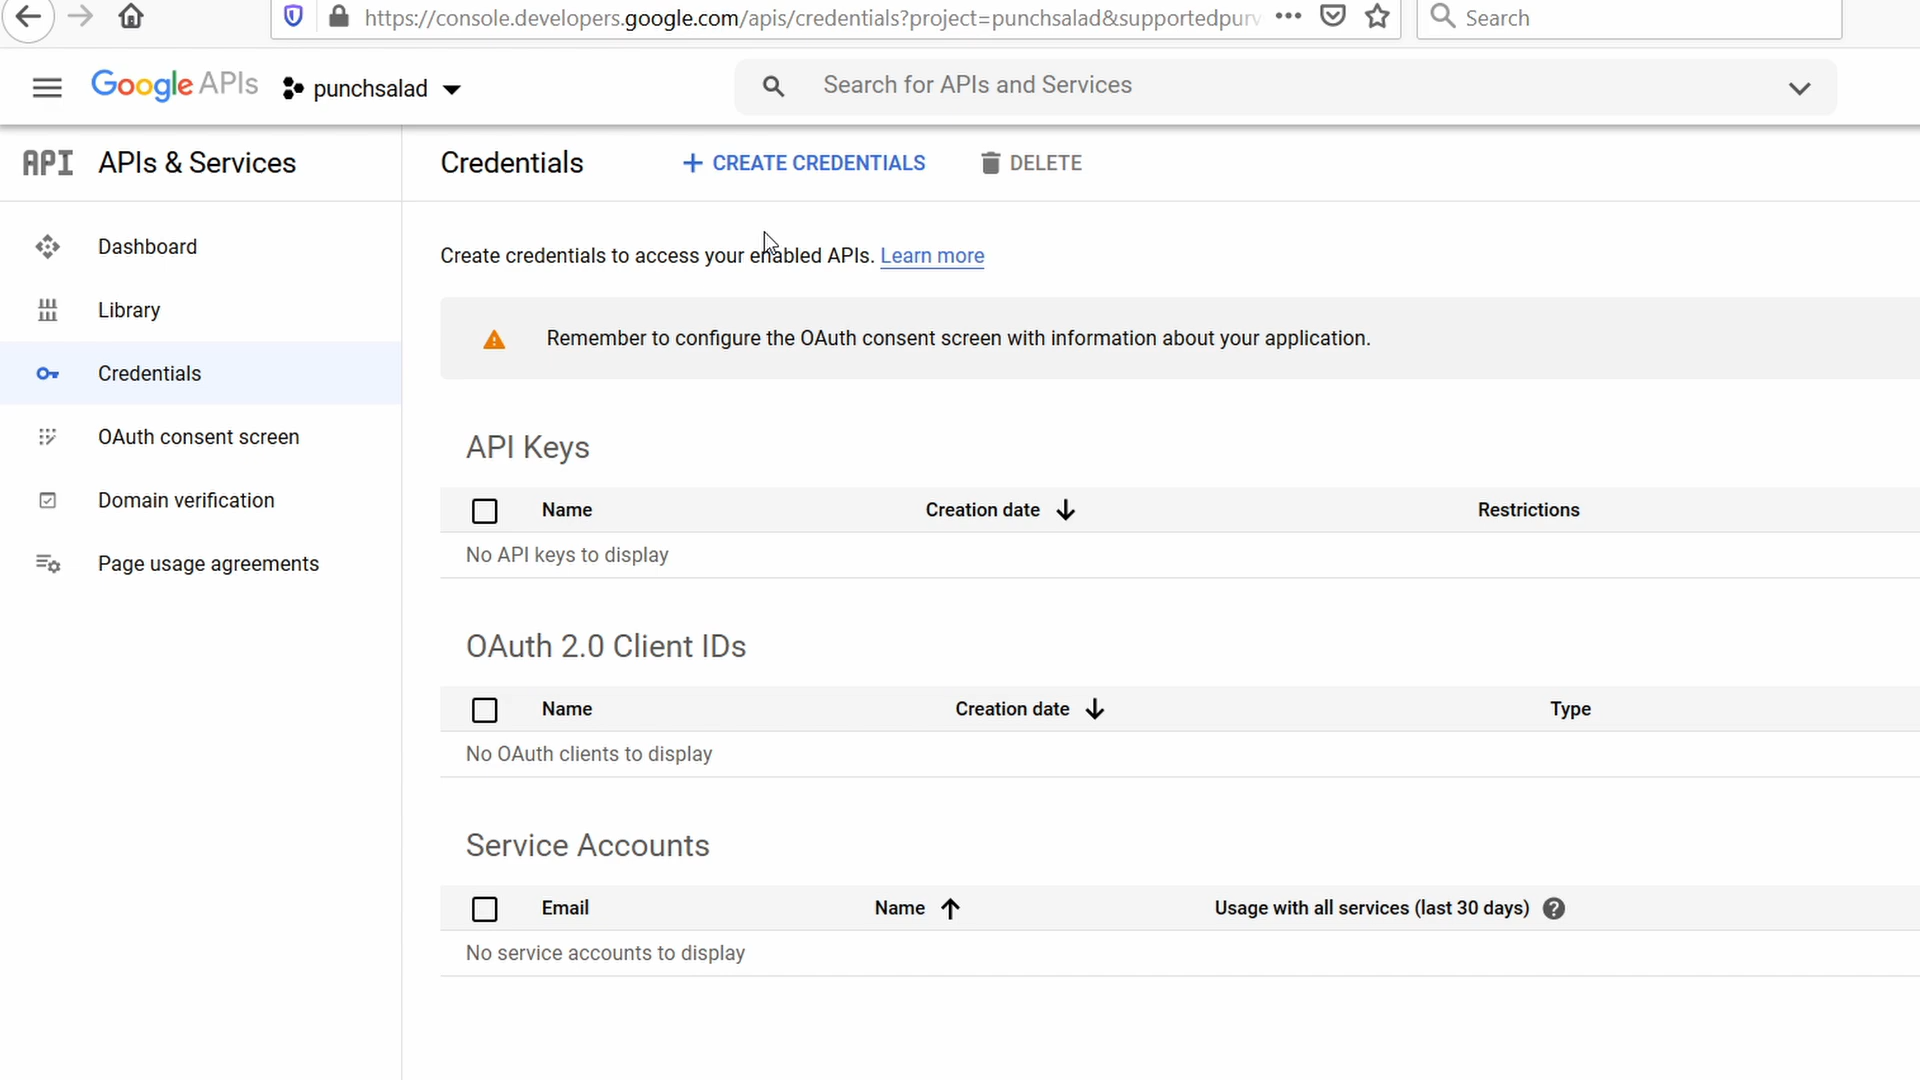 https://console.developers.google.com/apis/credentials?project=punchsalad&supportedpurv
Search
Google APIs
punchsalad
Search for APIs and Services
API APIs & Services
Credentials
+ CREATE CREDENTIALS
DELETE
Dashboard
Library
Credentials
OAuth consent screen
Domain verification
Page usage agreements
Create credentials to access your enabled APIs. Learn more
Remember to configure the OAuth consent screen with information about your application.
API Keys
Name Creation date Restrictions
No API keys to display
OAuth 2.0 Client IDs
Name Creation date Type
No OAuth clients to display
Service Accounts
Email Name Usage with all services (last 30 days) ?
No service accounts to display